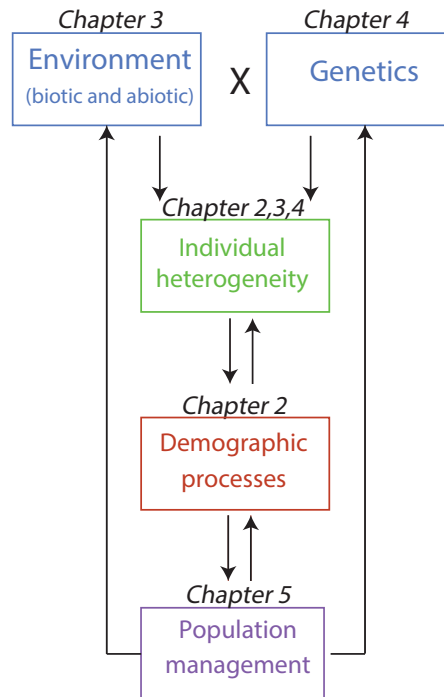 Chapter 3
Chapter 4
Environment
(biotic and abiotic)
X
Genetics
Chapter 2,3,4
Individual
heterogeneity
Chapter 2
Demographic
processes
Chapter 5
Population
management